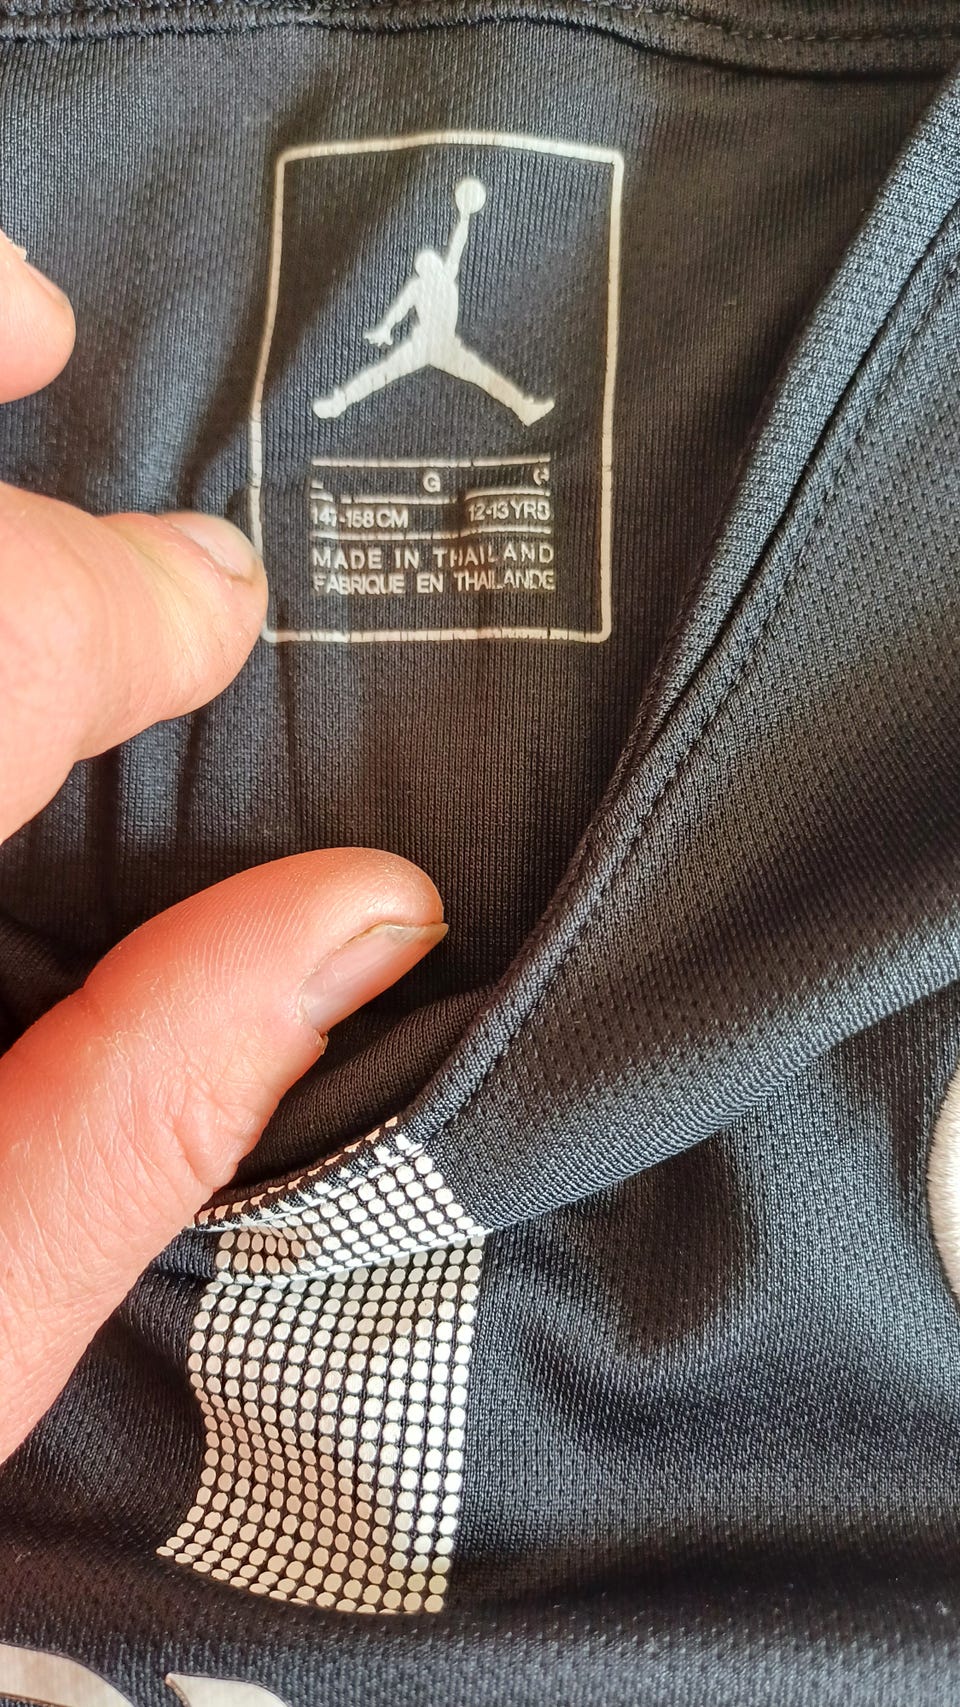 G G
147-158 CM 12-13 YRS
MADE IN THAILAND
FABRIQUE EN THAILANDE